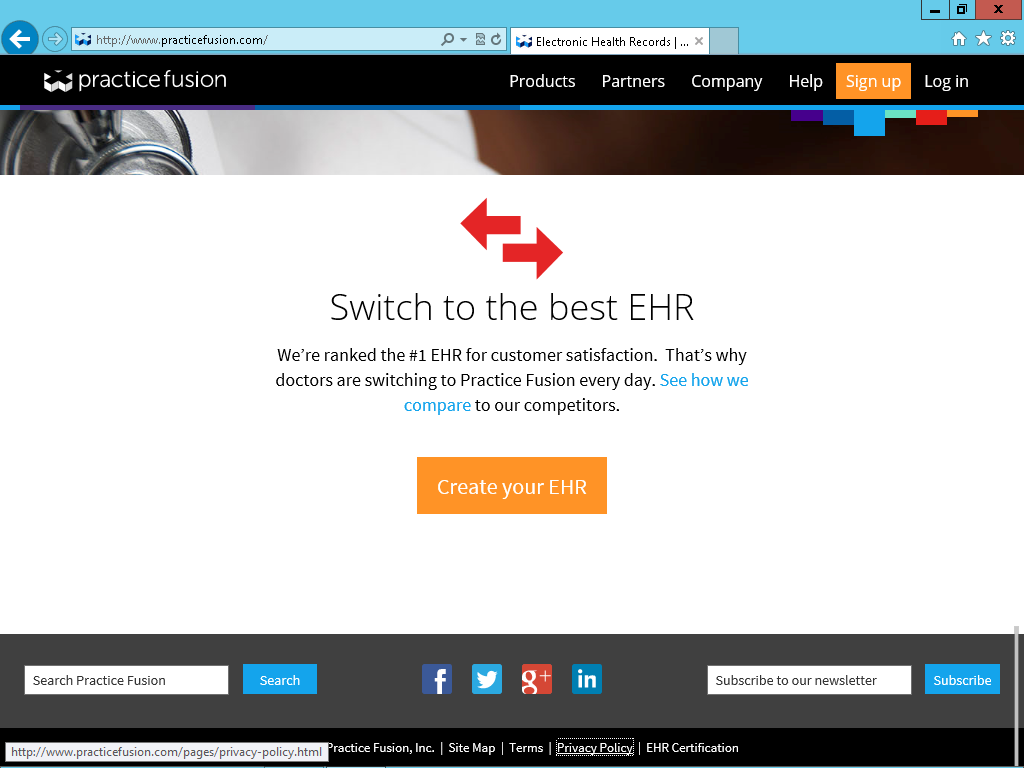 http://www.practicefusion.com/
Electronic Health Records | ...
practice fusion
Products
Partners
Company
Help
Sign up
Log in
Switch to the best EHR
We're ranked the #1 EHR for customer satisfaction. That's why
doctors are switching to Practice Fusion every day. See how we
compare to our competitors.
Create your EHR
Search Practice Fusion
Search
f
g+
in
Subscribe to our newsletter
Subscribe
http://www.practicefusion.com/pages/privacy-policy.html
Practice Fusion, Inc. | Site Map | Terms | Privacy Policy | EHR Certification